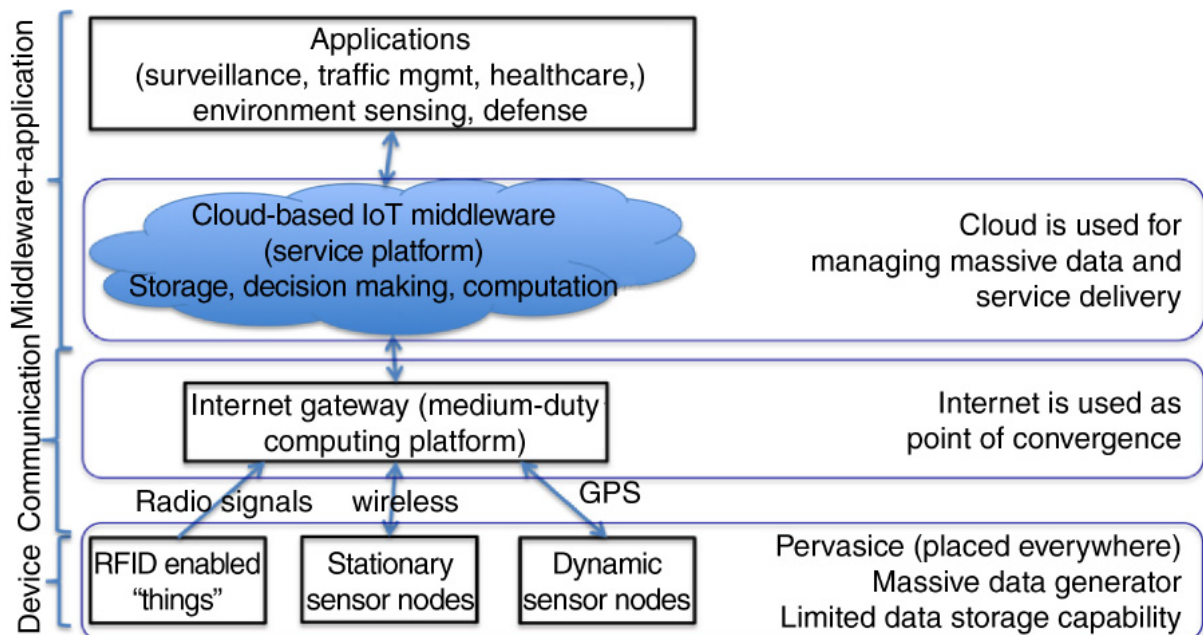 Applications
(surveillance, traffic mgmt, healthcare,)
environment sensing, defense
Middleware+application
Cloud-based IoT middleware
(service platform)
Storage, decision making, computation
Cloud is used for
managing massive data and
service delivery
Communication
Internet gateway (medium-duty
computing platform)
Internet is used as
point of convergence
Radio signals
wireless
GPS
Device
RFID enabled
“things”
Stationary
sensor nodes
Dynamic
sensor nodes
Pervasice (placed everywhere)
Massive data generator
Limited data storage capability